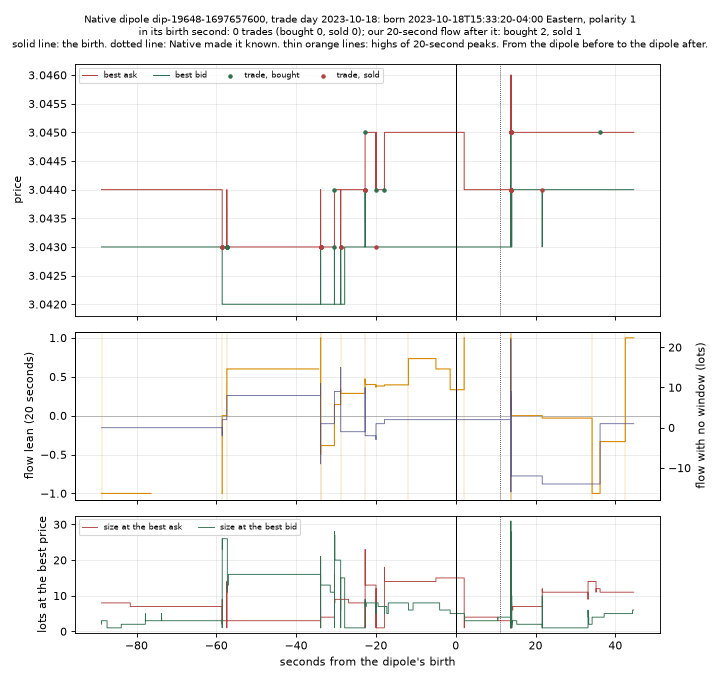 Native dipole dip-19648-1697657600, trade day 2023-10-18: born 2023-10-18T15:33:20-04:00 Eastern, polarity 1
in its birth second: 0 trades (bought 0, sold 0); our 20-second flow after it: bought 2, sold 1
solid line: the birth. dotted line: Native made it known. thin orange lines: highs of 20-second peaks. From the dipole before to the dipole after.
best ask best bid trade, bought trade, sold
3.0460
3.0455
3.0450
3.0445
3.0440
3.0435
3.0430
3.0425
3.0420
price
1.0
0.5
0.0
−0.5
−1.0
flow lean (20 seconds)
20
10
0
−10
flow with no window (lots)
size at the best ask size at the best bid
30
20
10
0
lots at the best price
−80 −60 −40 −20 0 20 40
seconds from the dipole's birth